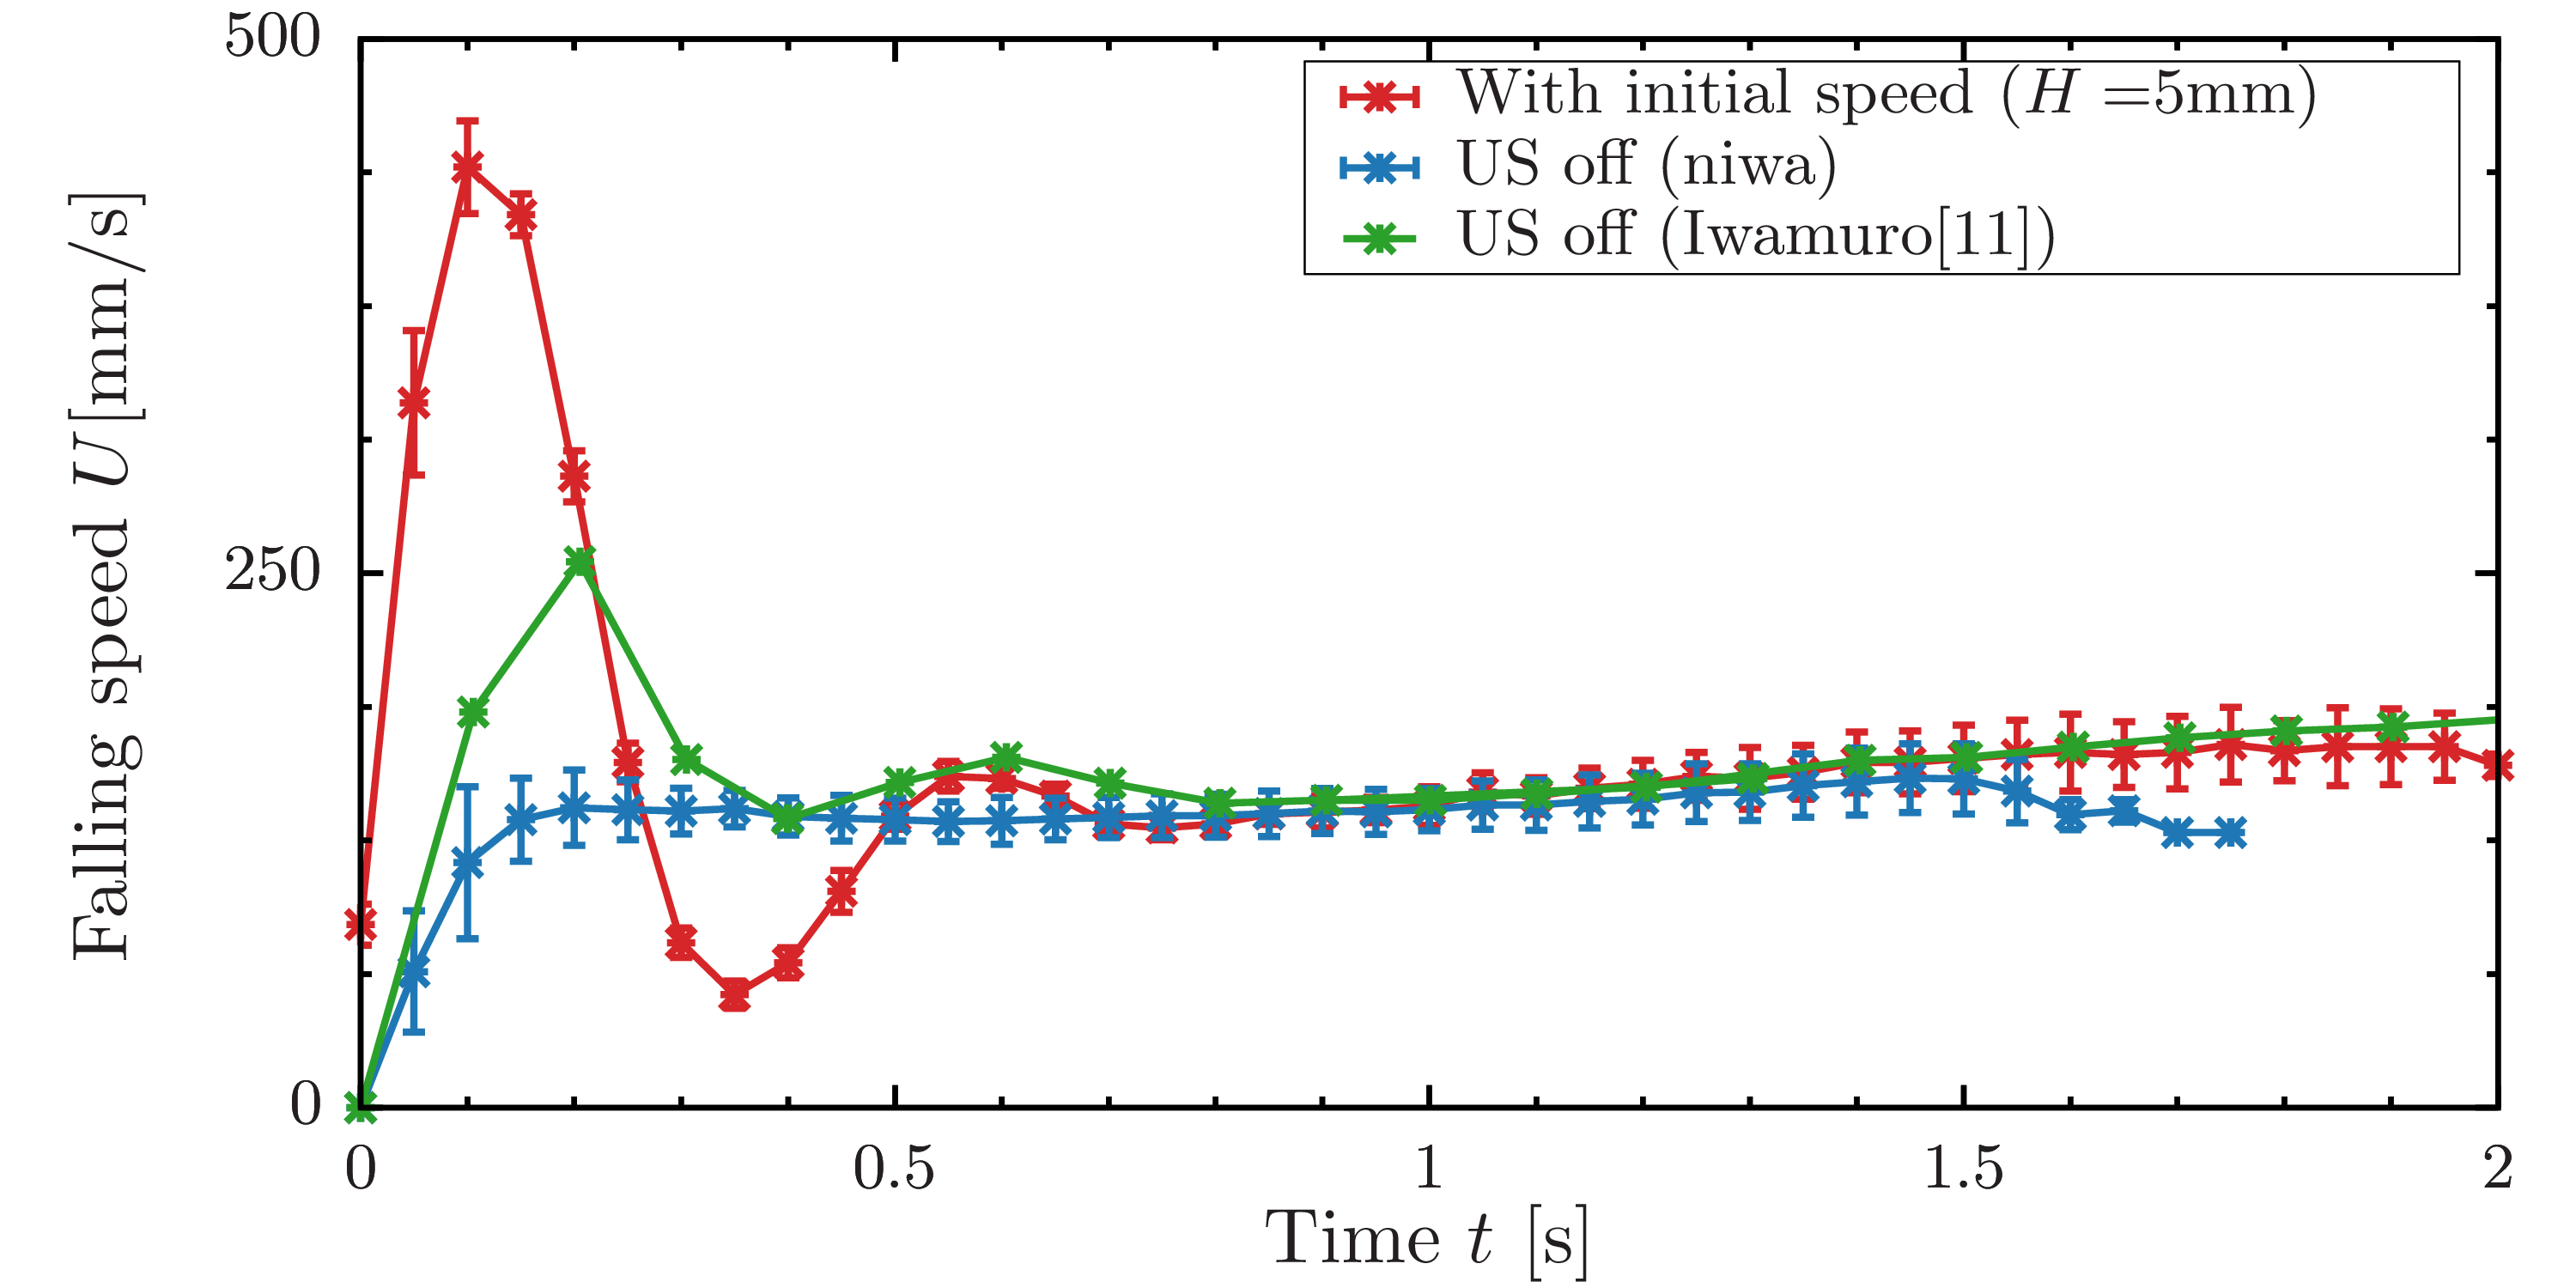 500
With initial speed (H =5mm)
US off (niwa)
US off (Iwamuro[11])
Falling speed U[mm/s]
250
0
0 0.5 1 1.5 2
Time t [s]